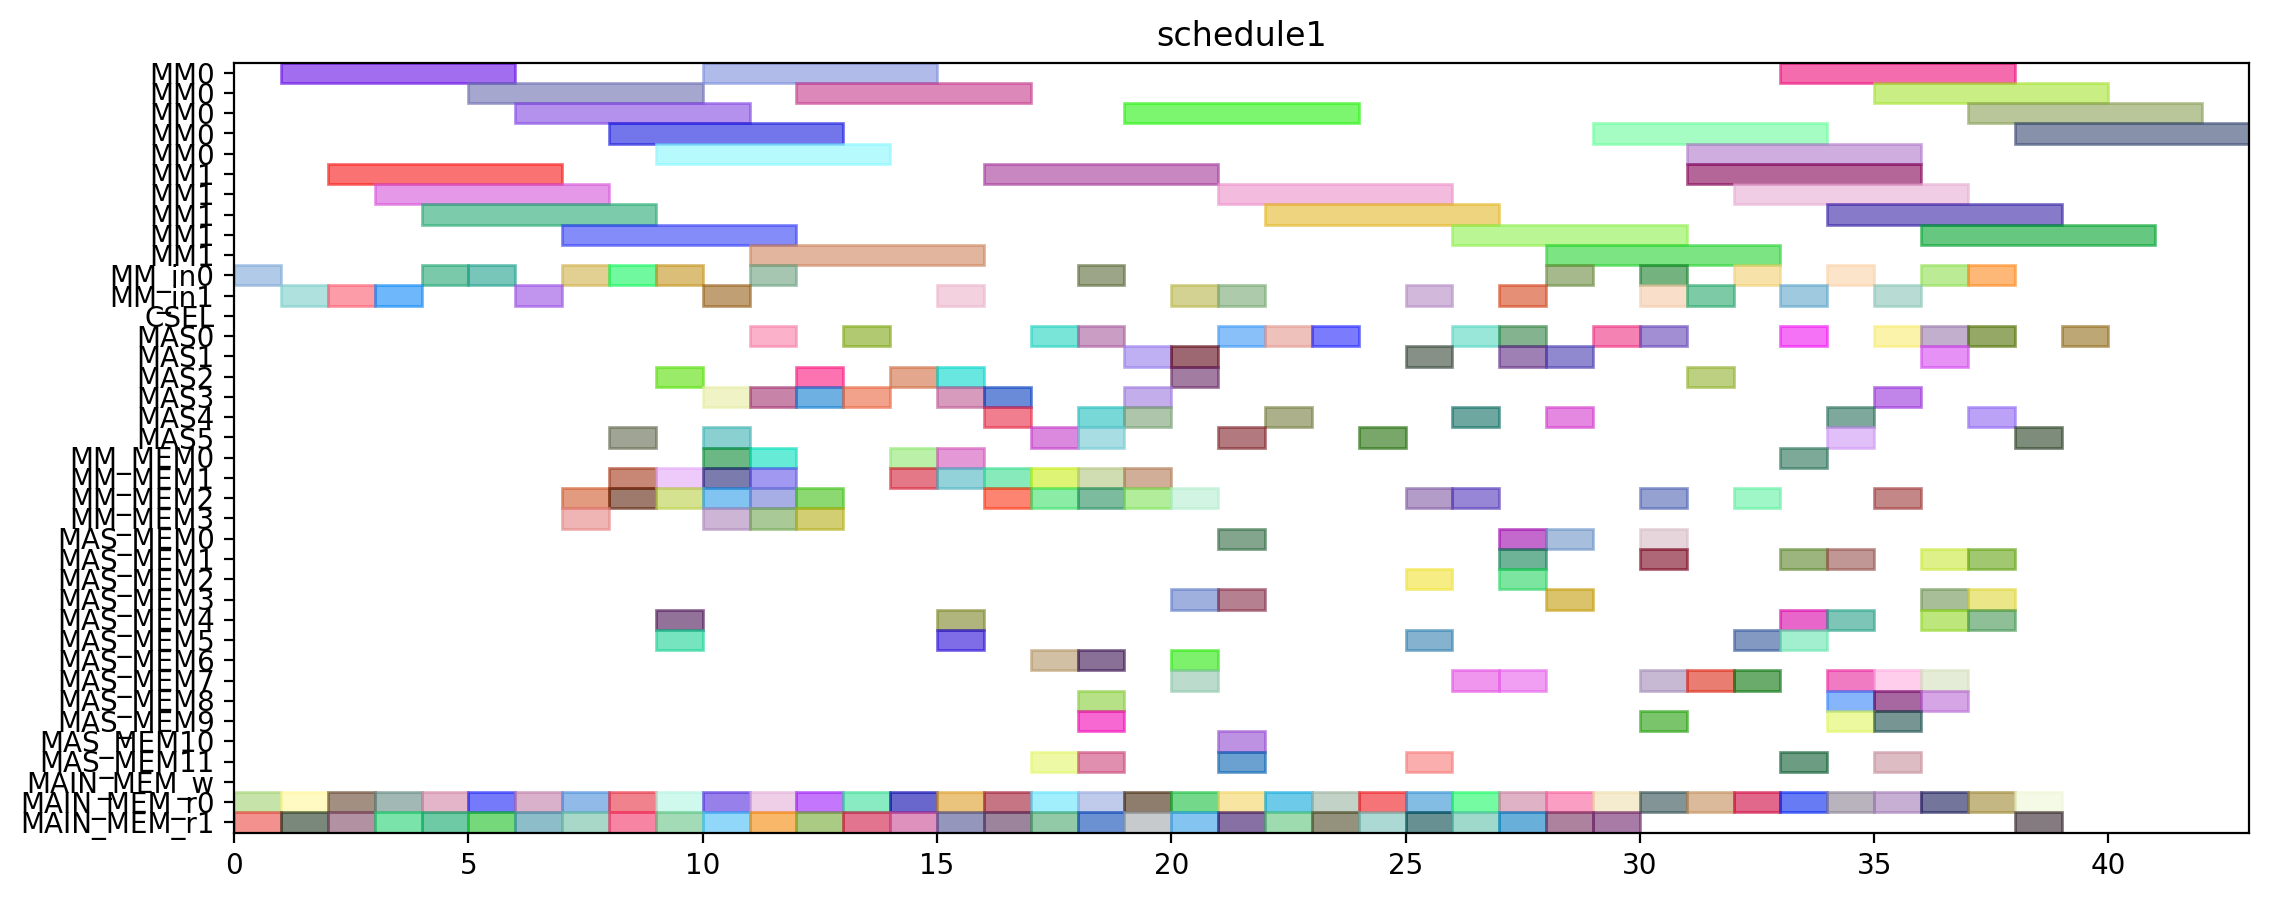 schedule1
MM0
MM0
MM0
MM0
MM0
MM1
MM1
MM1
MM1
MM1
MM_in0
MM_in1
CSEL
MAS0
MAS1
MAS2
MAS3
MAS4
MAS5
MM_MEM0
MM_MEM1
MM_MEM2
MM_MEM3
MAS_MEM0
MAS_MEM1
MAS_MEM2
MAS_MEM3
MAS_MEM4
MAS_MEM5
MAS_MEM6
MAS_MEM7
MAS_MEM8
MAS_MEM9
MAS_MEM10
MAS_MEM11
MAIN_MEM_w
MAIN_MEM_r0
MAIN_MEM_r1
0 5 10 15 20 25 30 35 40